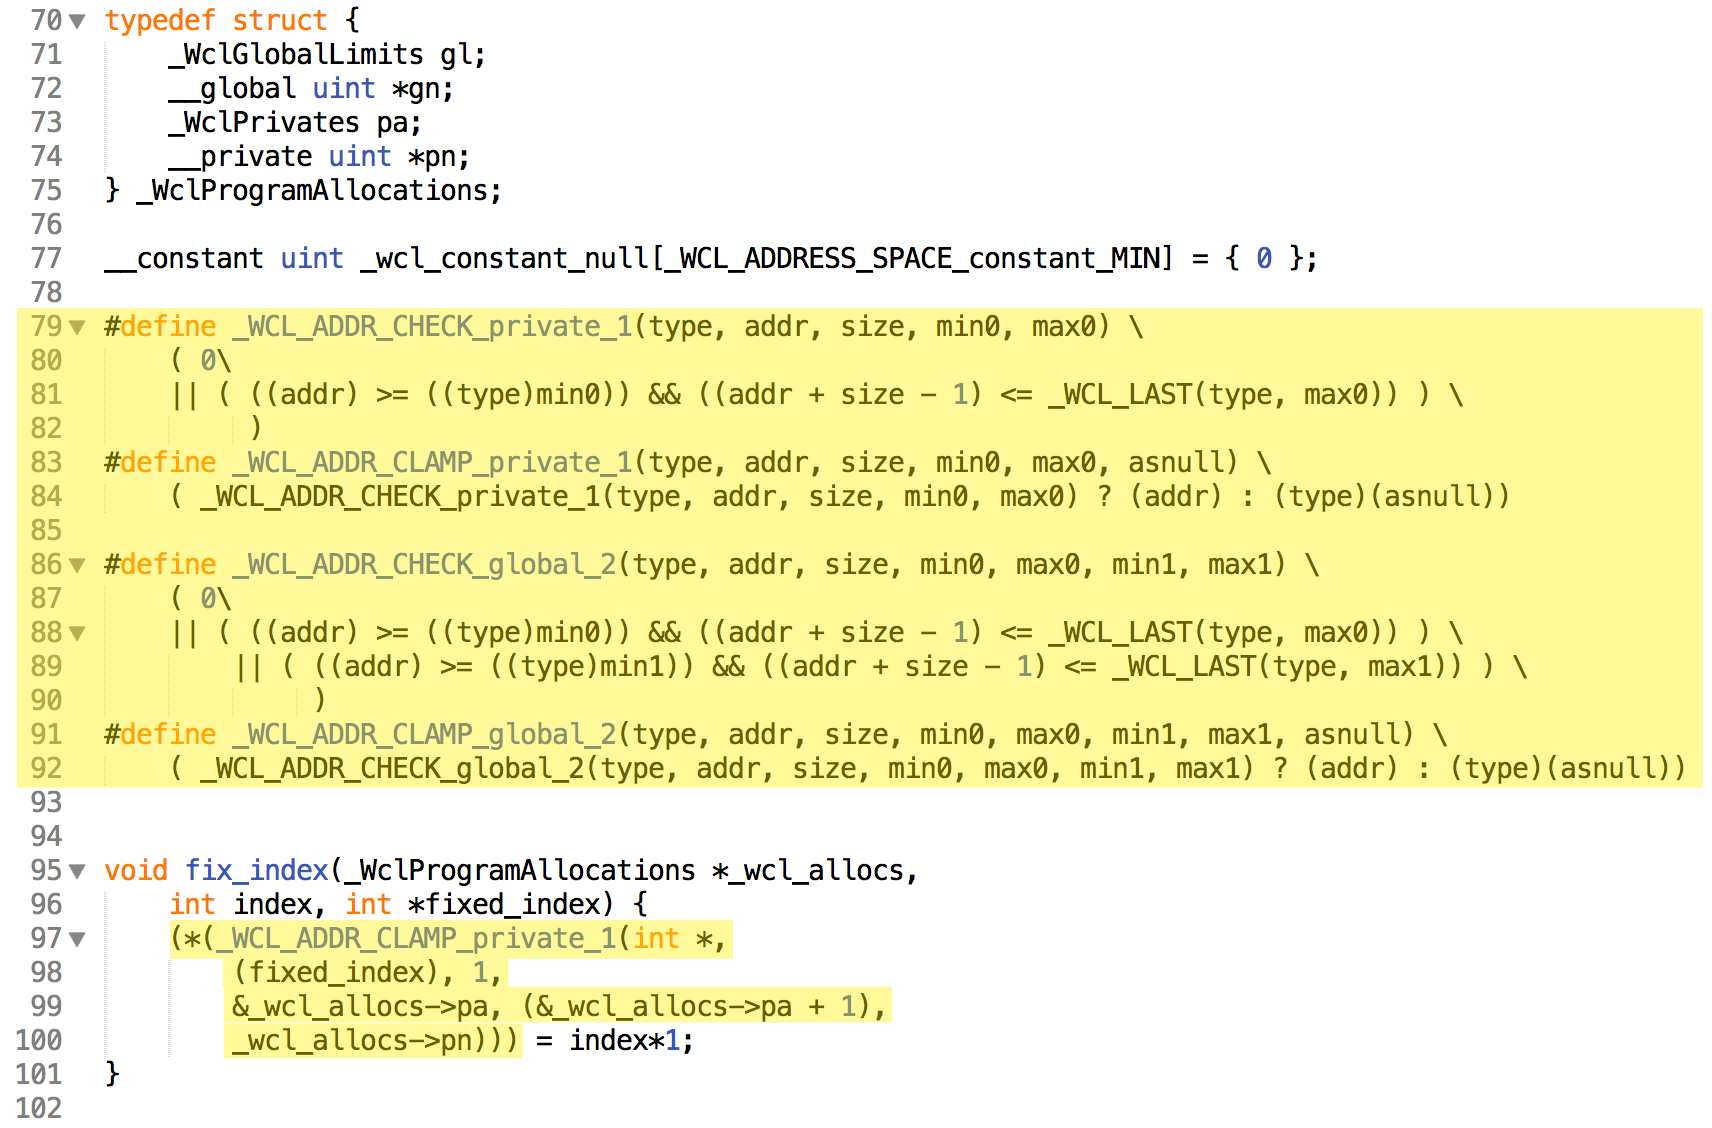 70 typedef struct {
71     _WclGlobalLimits gl;
72     __global uint *gn;
73     _WclPrivates pa;
74     __private uint *pn;
75 } _WclProgramAllocations;
76
77 __constant uint _wcl_constant_null[_WCL_ADDRESS_SPACE_constant_MIN] = { 0 };
78
79 #define _WCL_ADDR_CHECK_private_1(type, addr, size, min0, max0) \
80     ( 0\
81     || ( ((addr) >= ((type)min0)) && ((addr + size - 1) <= _WCL_LAST(type, max0)) ) \
82          )
83 #define _WCL_ADDR_CLAMP_private_1(type, addr, size, min0, max0, asnull) \
84     ( _WCL_ADDR_CHECK_private_1(type, addr, size, min0, max0) ? (addr) : (type)(asnull))
85
86 #define _WCL_ADDR_CHECK_global_2(type, addr, size, min0, max0, min1, max1) \
87     ( 0\
88     || ( ((addr) >= ((type)min0)) && ((addr + size - 1) <= _WCL_LAST(type, max0)) ) \
89         || ( ((addr) >= ((type)min1)) && ((addr + size - 1) <= _WCL_LAST(type, max1)) ) \
90              )
91 #define _WCL_ADDR_CLAMP_global_2(type, addr, size, min0, max0, min1, max1, asnull) \
92     ( _WCL_ADDR_CHECK_global_2(type, addr, size, min0, max0, min1, max1) ? (addr) : (type)(asnull))
93
94
95 void fix_index(_WclProgramAllocations *_wcl_allocs,
96     int index, int *fixed_index) {
97     (*(_WCL_ADDR_CLAMP_private_1(int *,
98         (fixed_index), 1,
99         &_wcl_allocs->pa, (&_wcl_allocs->pa + 1),
100         _wcl_allocs->pn))) = index*1;
101 }
102